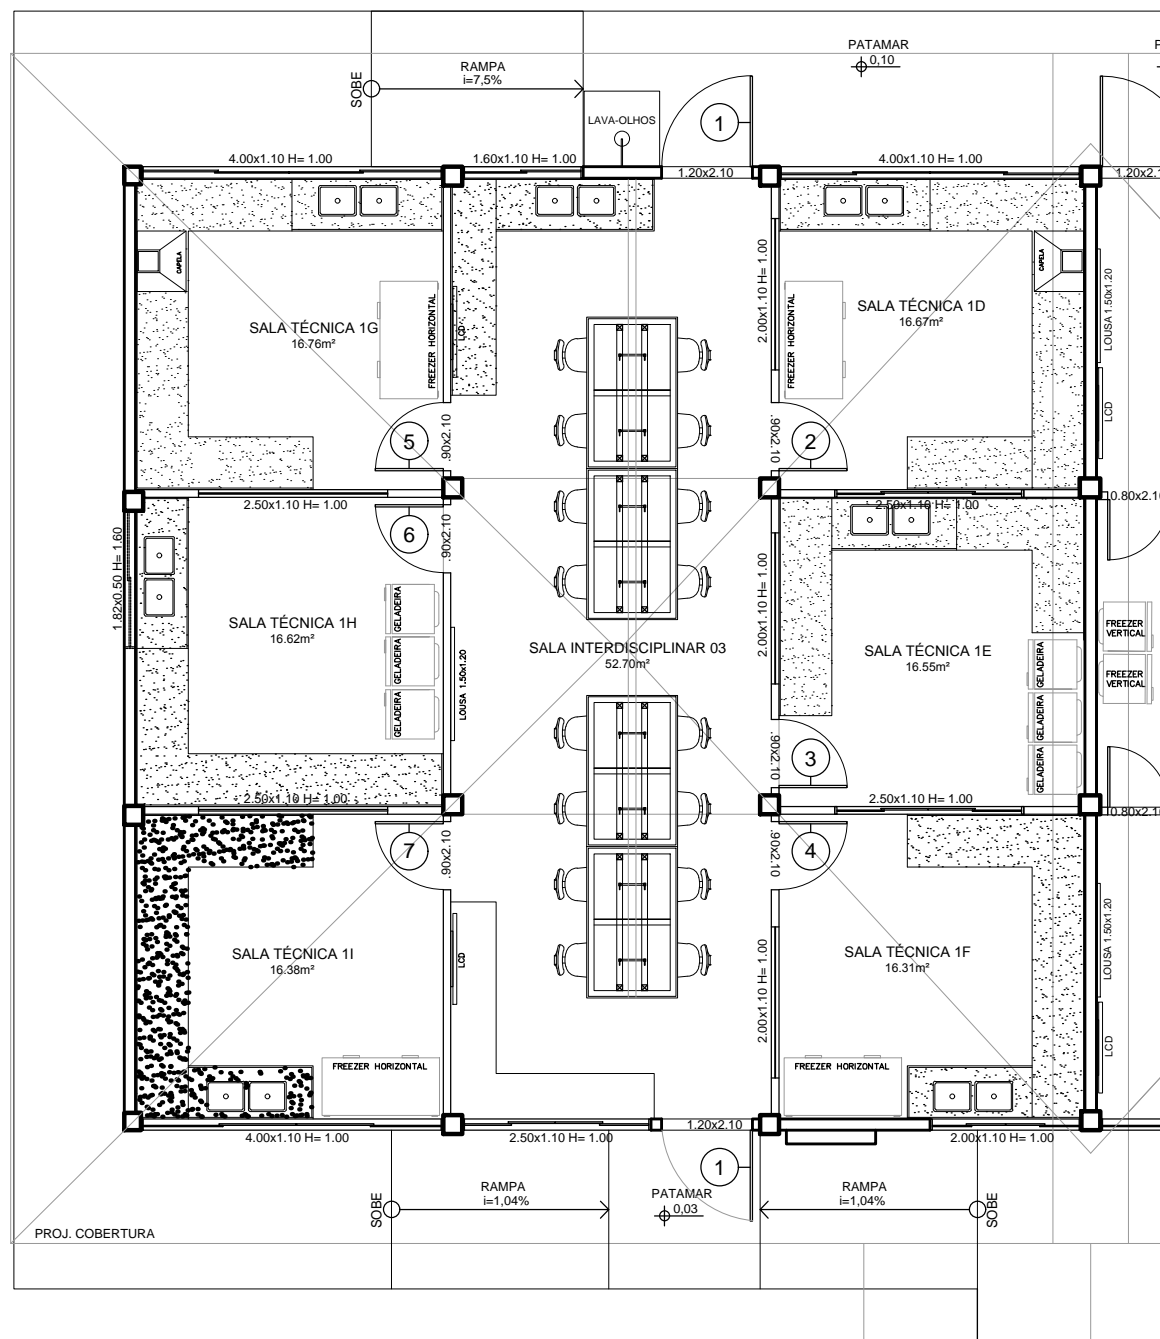 PATAMAR
0,10
P
SOBE
RAMPA
i=7,5%
LAVA-OLHOS
1
4.00x1.10 H= 1.00
1.60x1.10 H= 1.00
1.20x2.10
4.00x1.10 H= 1.00
1.20x2.1
CAPELA
SALA TÉCNICA 1G
16.76m²
FREEZER HORIZONTAL
LCD
2.00x1.10 H= 1.00
FREEZER HORIZONTAL
SALA TÉCNICA 1D
16.67m²
CAPELA
LOUSA 1.50x1.20
LCD
5
.90x2.10
.90x2.10
2
2.50x1.10 H= 1.00
2.50x1.10 H= 1.00
0.80x2.10
6
.90x2.10
1.82x0.50 H= 1.60
SALA TÉCNICA 1H
16.62m²
GELADEIRA
GELADEIRA
GELADEIRA
LOUSA 1.50x1.20
SALA INTERDISCIPLINAR 03
52.70m²
2.00x1.10 H= 1.00
SALA TÉCNICA 1E
16.55m²
GELADEIRA
GELADEIRA
GELADEIRA
FREEZER
VERTICAL
FREEZER
VERTICAL
.90x2.10
3
2.50x1.10 H= 1.00
2.50x1.10 H= 1.00
0.80x2.10
7
.90x2.10
.90x2.10
4
SALA TÉCNICA 1I
16.38m²
LCD
2.00x1.10 H= 1.00
SALA TÉCNICA 1F
16.31m²
LOUSA 1.50x1.20
LCD
FREEZER HORIZONTAL
FREEZER HORIZONTAL
4.00x1.10 H= 1.00
2.50x1.10 H= 1.00
1.20x2.10
2.00x1.10 H= 1.00
1
SOBE
RAMPA
i=1,04%
PATAMAR
0,03
RAMPA
i=1,04%
SOBE
PROJ. COBERTURA